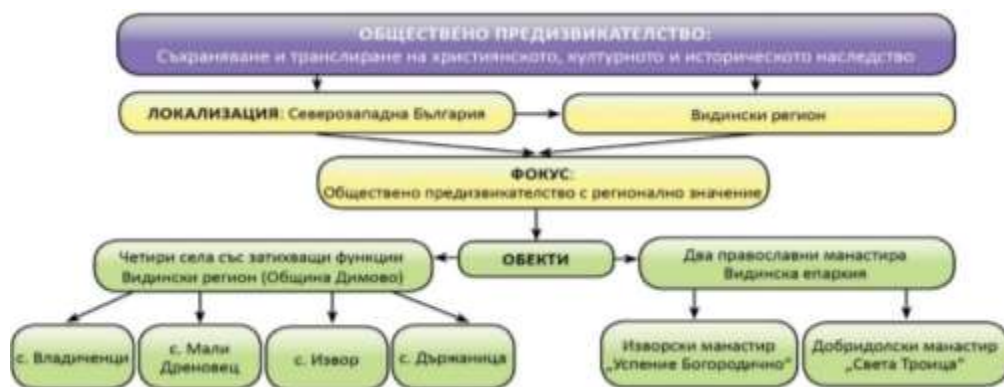 ОБЩЕСТВЕНО ПРЕДИЗВИКАТЕЛСТВО:
Съхраняване и транслиране на християнското, културното и историческото наследство
ЛОКАЛИЗАЦИЯ: Северозападна България
Видински регион
ФОКУС:
Обществено предизвикателство с регионално значение
Четири села със затихващи функции
Видински регион (Община Димово)
ОБЕКТИ
Два православни манастира
Видинска епархия
с. Владиченци
с. Мали
Дреновец
с. Извор
с. Държаница
Изворски манастир
„Успение Богородично“
Добридолски манастир
„Света Троица“